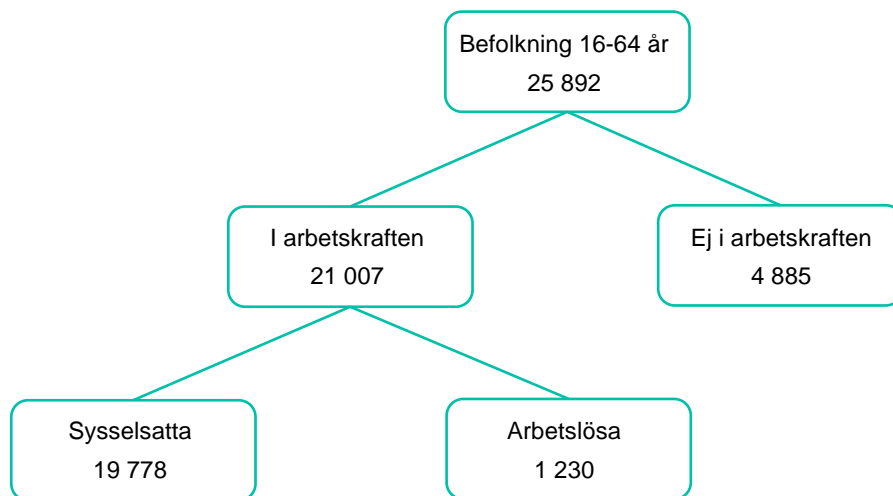 Befolkning 16-64 år
25 892
I arbetskraften
21 007
Ej i arbetskraften
4 885
Sysselsatta
19 778
Arbetslösa
1 230